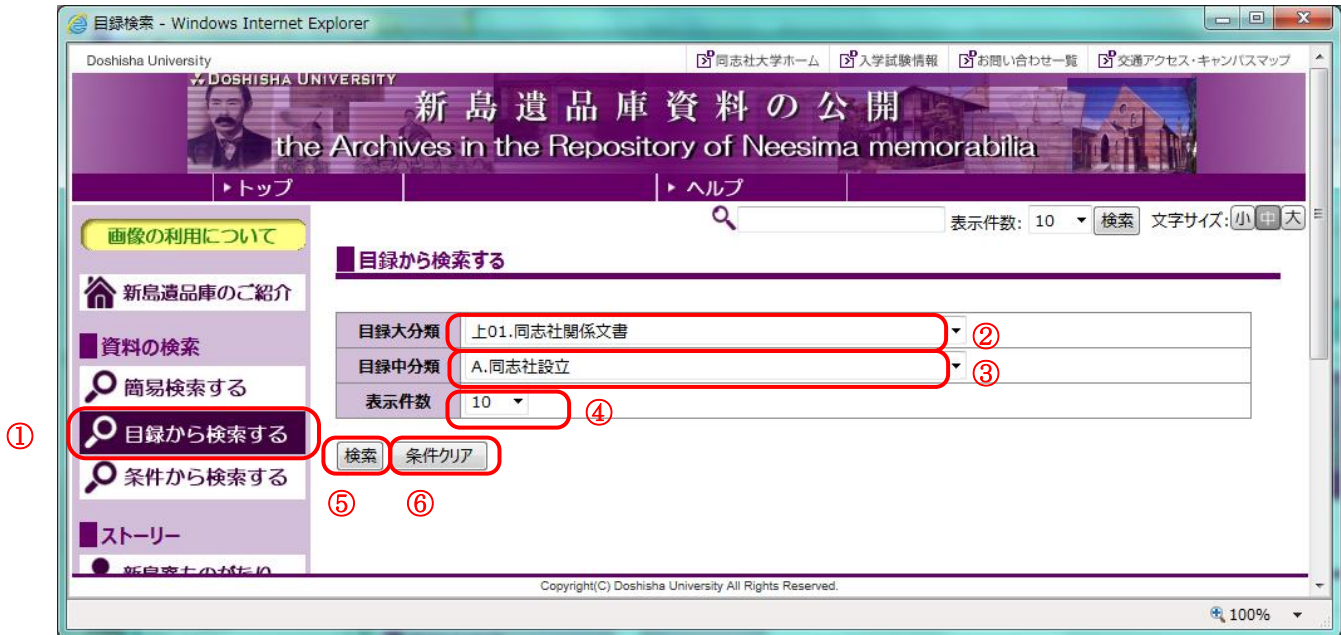 目録検索 - Windows Internet Explorer
Doshisha University
同志社大学ホーム 入学試験情報 お問い合わせ一覧 交通アクセス・キャンパスマップ
DOSHISHA UNIVERSITY
新島遺品庫資料の公開
the Archives in the Repository of Neesima memorabilia
トップ ヘルプ
表示件数: 10 検索 文字サイズ: 小 中 大
画像の利用について
目録から検索する
新島遺品庫のご紹介
目録大分類 上01.同志社関係文書 ②
資料の検索
目録中分類 A.同志社設立 ③
簡易検索する
表示件数 10 ④
① 目録から検索する
検索 条件クリア
条件から検索する
⑤ ⑥
ストーリー
新島襄ものがたり
Copyright(C) Doshisha University All Rights Reserved.
100%